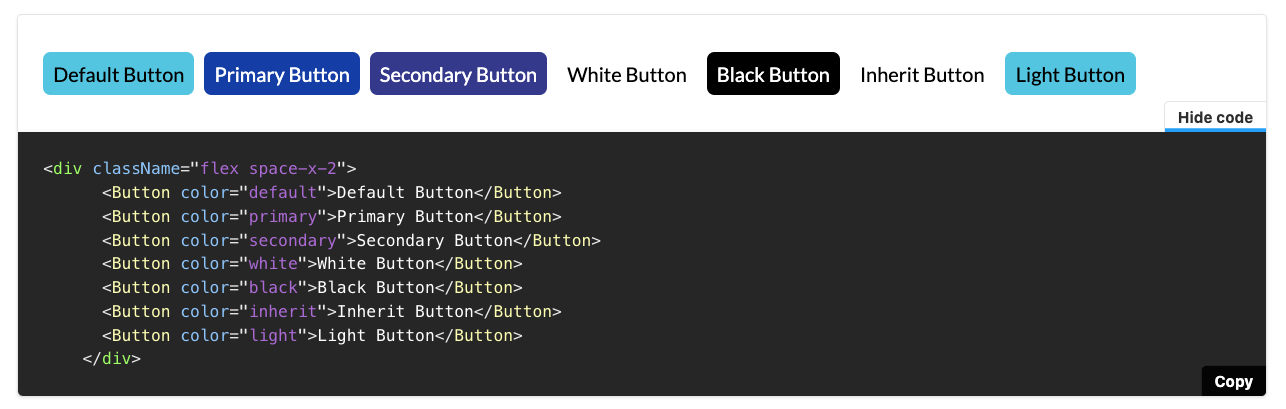 Default Button Primary Button Secondary Button White Button Black Button Inherit Button Light Button
Hide code
<div className="flex space-x-2">
<Button color="default">Default Button</Button>
<Button color="primary">Primary Button</Button>
<Button color="secondary">Secondary Button</Button>
<Button color="white">White Button</Button>
<Button color="black">Black Button</Button>
<Button color="inherit">Inherit Button</Button>
<Button color="light">Light Button</Button>
</div>
Copy